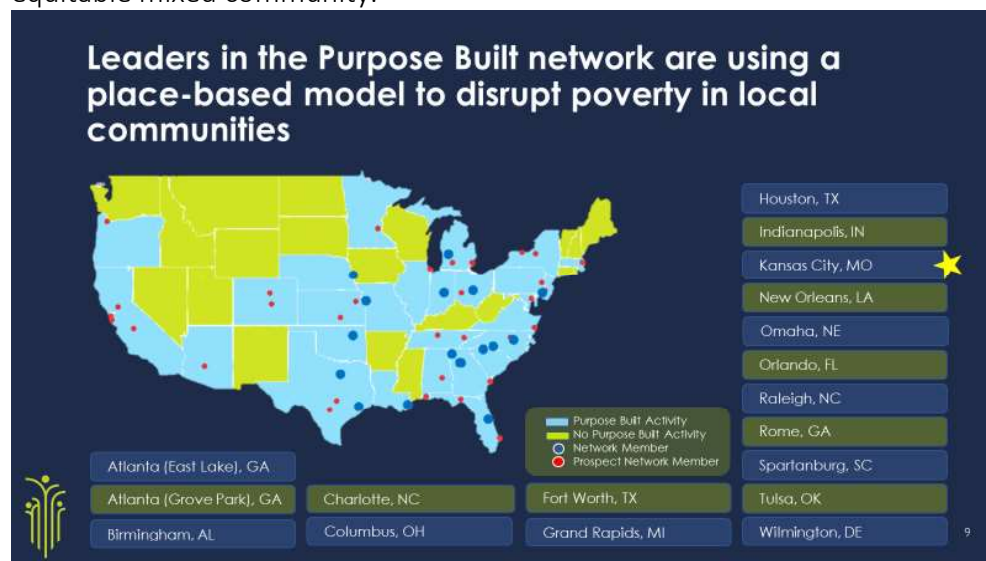 equitable mixed community.
Leaders in the Purpose Built network are using a
place-based model to disrupt poverty in local
communities
Houston, TX
Indianapolis, IN
Kansas City, MO
New Orleans, LA
Omaha, NE
Orlando, FL
Raleigh, NC
Rome, GA
Spartanburg, SC
Tulsa, OK
Wilmington, DE
Purpose Built Activity
No Purpose Built Activity
Network Member
Prospect Network Member
Atlanta (East Lake), GA
Atlanta (Grove Park), GA
Birmingham, AL
Charlotte, NC
Columbus, OH
Fort Worth, TX
Grand Rapids, MI
9